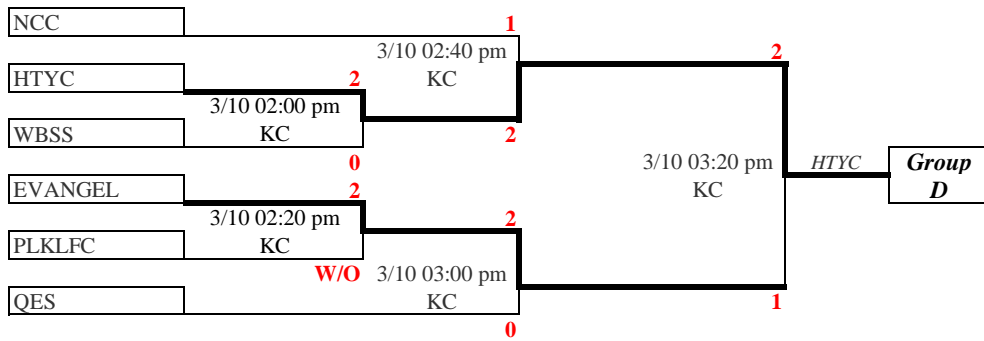 NCC
1
3/10 02:40 pm
KC
2
HTYC
2
3/10 02:00 pm
KC
WBSS
0
2
3/10 03:20 pm
KC
HTYC
Group
D
EVANGEL
2
3/10 02:20 pm
KC
2
PLKLFC
W/O
3/10 03:00 pm
KC
1
QES
0